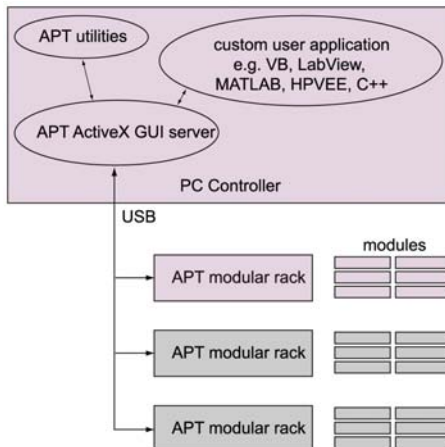 APT utilities
custom user application
e.g. VB, LabView,
MATLAB, HPVEE, C++
APT ActiveX GUI server
PC Controller
USB
modules
APT modular rack
APT modular rack
APT modular rack